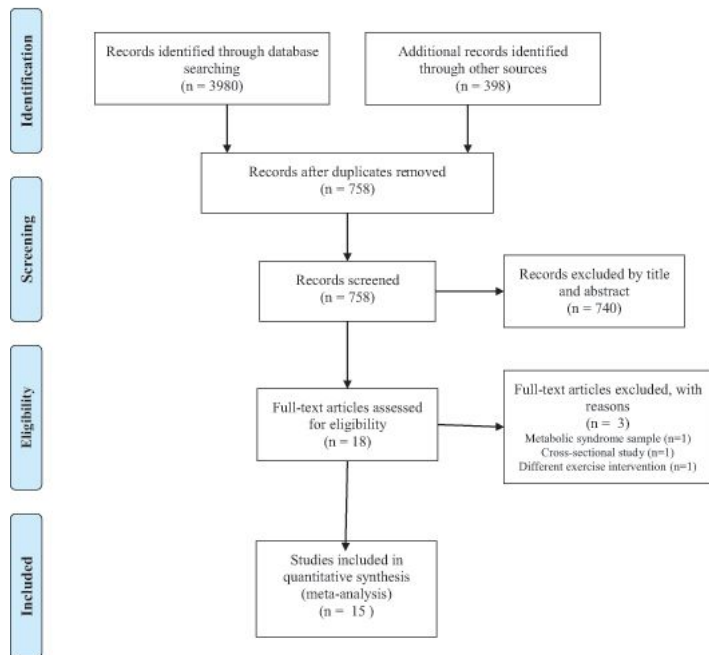 Identification
Records identified through database
searching
(n = 3980)
Additional records identified
through other sources
(n = 398)
Records after duplicates removed
(n = 758)
Screening
Records screened
(n = 758)
Records excluded by title
and abstract
(n = 740)
Eligibility
Full-text articles assessed
for eligibility
(n = 18)
Full-text articles excluded, with
reasons
(n = 3)
Metabolic syndrome sample (n=1)
Cross-sectional study (n=1)
Different exercise intervention (n=1)
Included
Studies included in
quantitative synthesis
(meta-analysis)
(n = 15 )